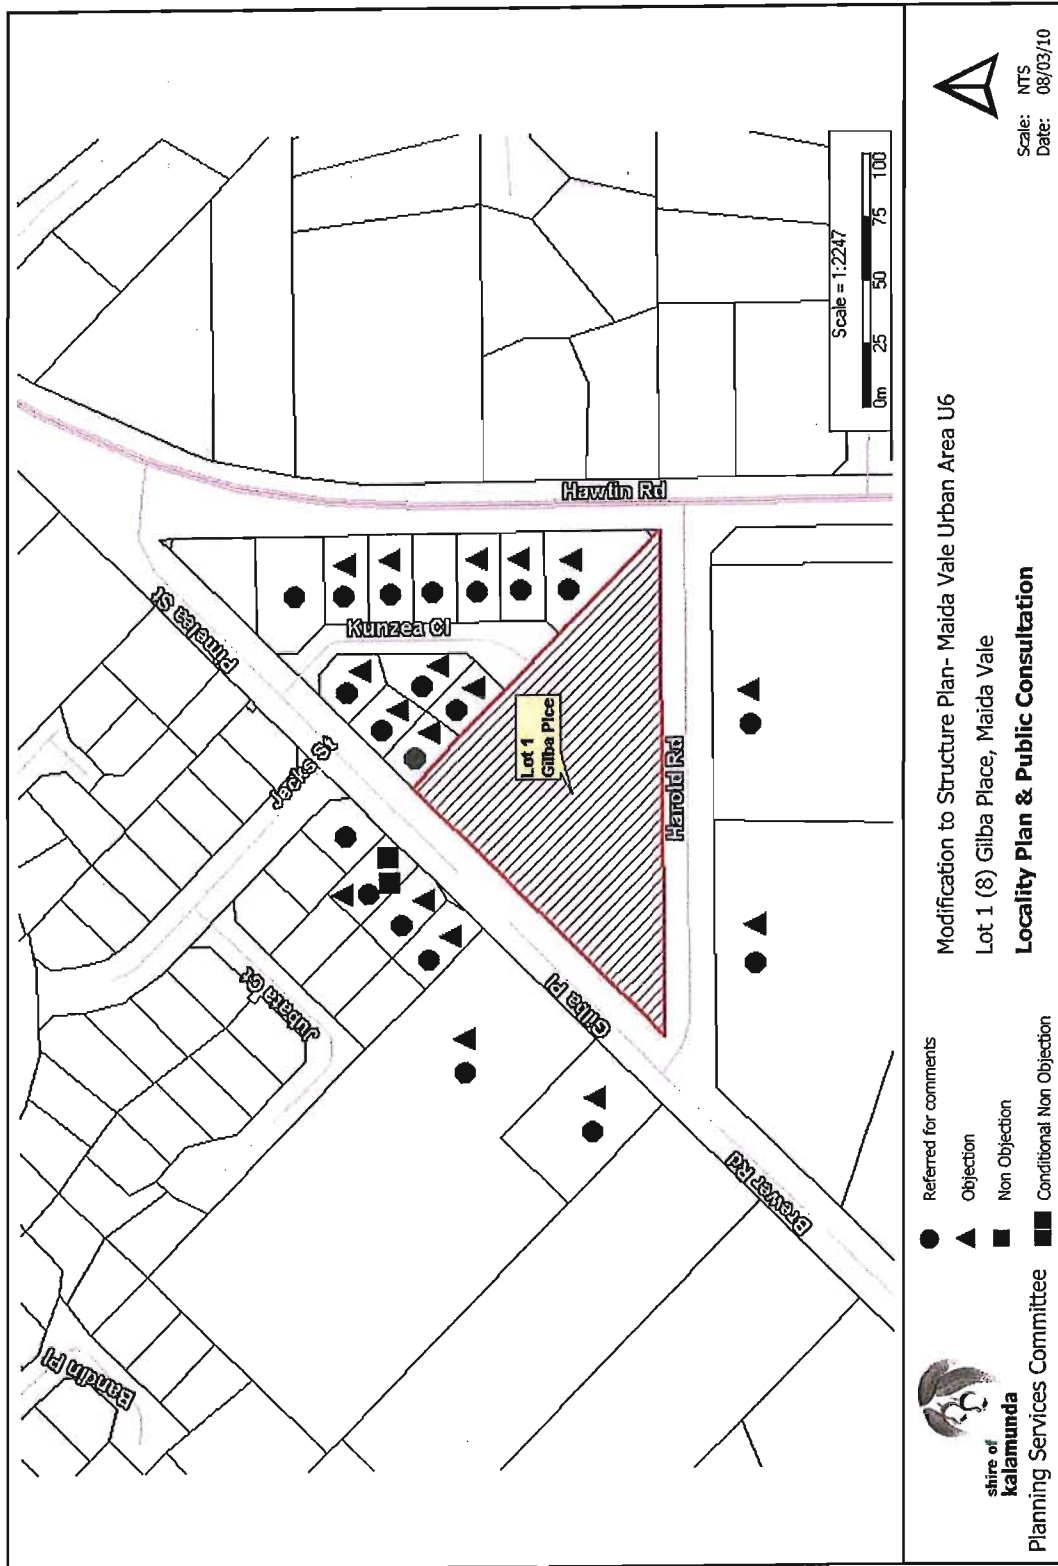 Bandin Pl
Jubata Ct
Jacks St
Pimelea St
Kunzea Cl
Hawtin Rd
Lot 1
Gilba Plce
Gilba Pl
Harold Rd
Brewer Rd
Scale = 1:2247
0m 25 50 75 100
shire of
kalamunda
Planning Services Committee
Referred for comments
Objection
Non Objection
Conditional Non Objection
Modification to Structure Plan- Maida Vale Urban Area U6
Lot 1 (8) Gilba Place, Maida Vale
Locality Plan & Public Consultation
Scale: NTS
Date: 08/03/10